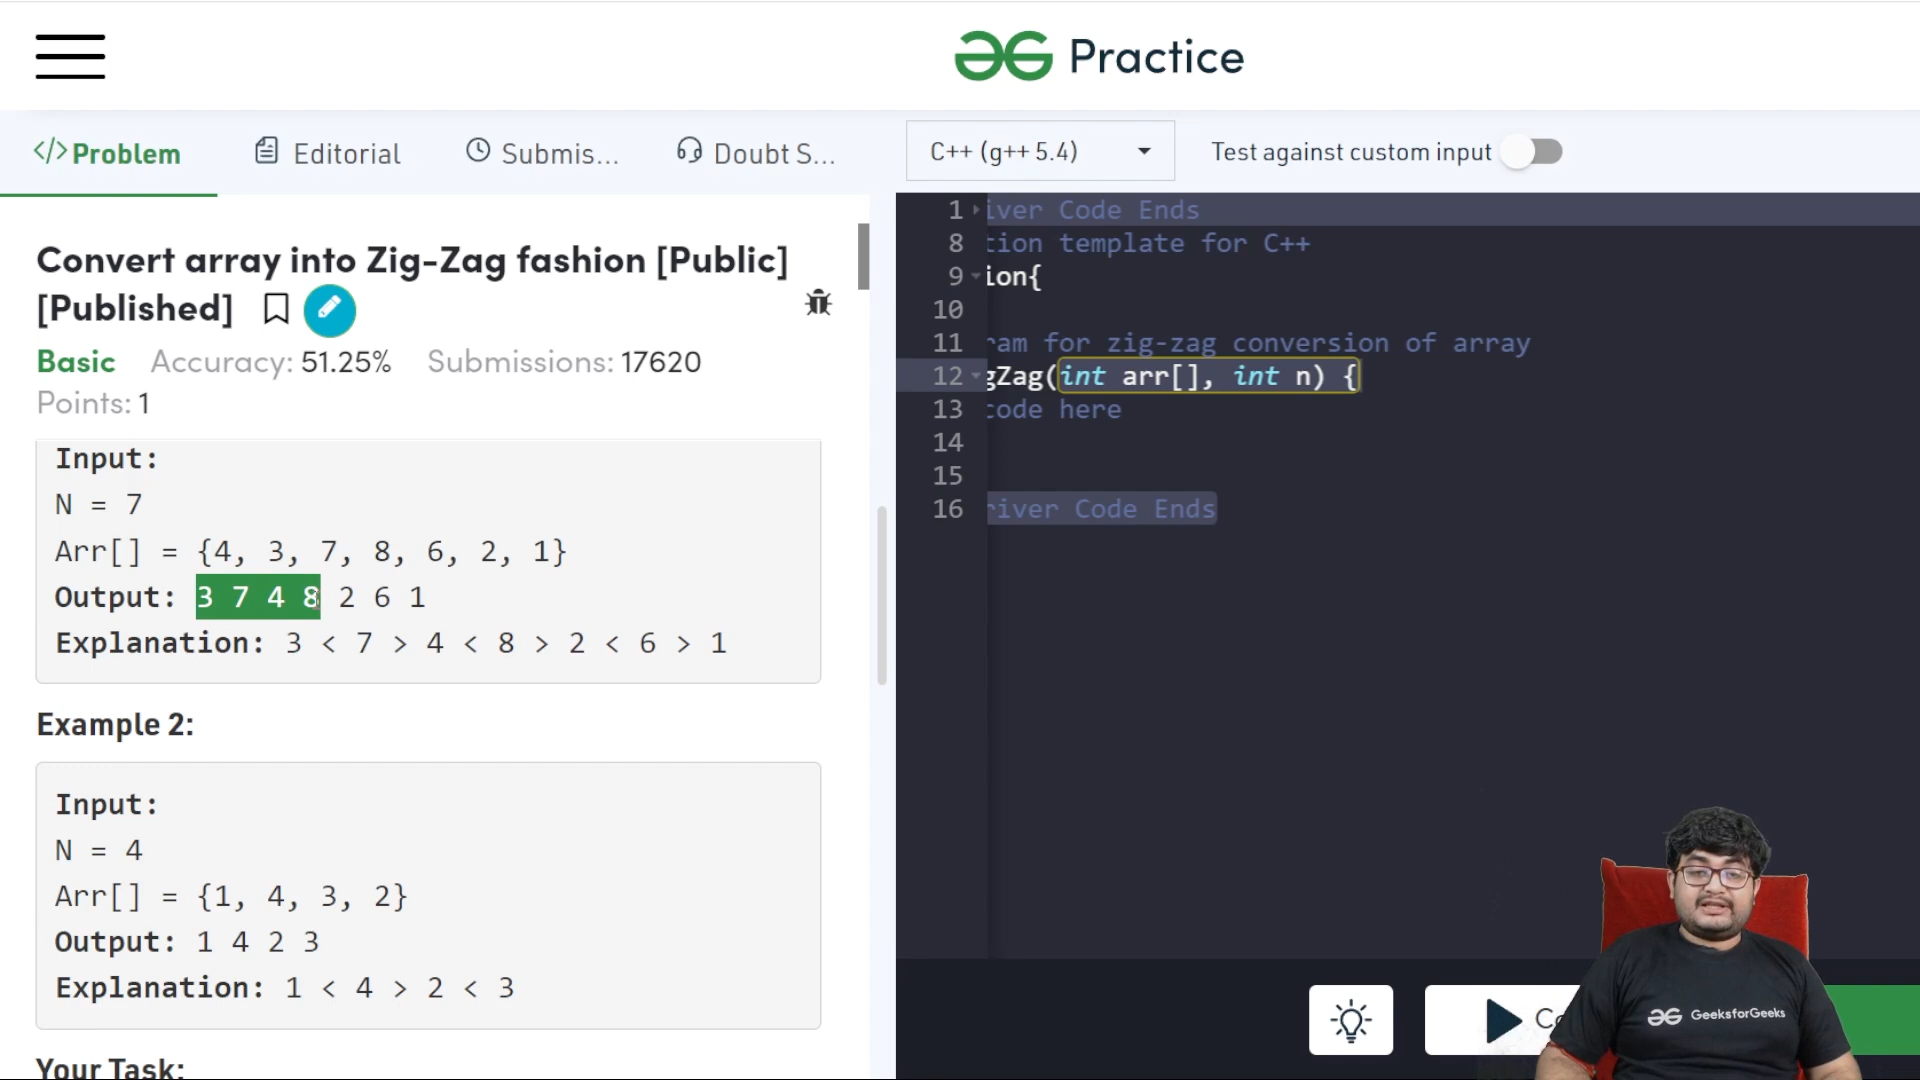 Practice
Problem
Editorial
Submis...
Doubt S...
C++ (g++ 5.4)
Test against custom input
Convert array into Zig-Zag fashion [Public]
[Published]
Basic Accuracy: 51.25% Submissions: 17620
Points: 1
Input:
N = 7
Arr[] = {4, 3, 7, 8, 6, 2, 1}
Output: 3 7 4 8 2 6 1
Explanation: 3 < 7 > 4 < 8 > 2 < 6 > 1
Example 2:
Input:
N = 4
Arr[] = {1, 4, 3, 2}
Output: 1 4 2 3
Explanation: 1 < 4 > 2 < 3
Your Task:
1 iver Code Ends
8 tion template for C++
9 ion{
10
11 ram for zig-zag conversion of array
12 gZag(int arr[], int n) {
13 code here
14
15
16 river Code Ends
Co
GeeksforGeeks